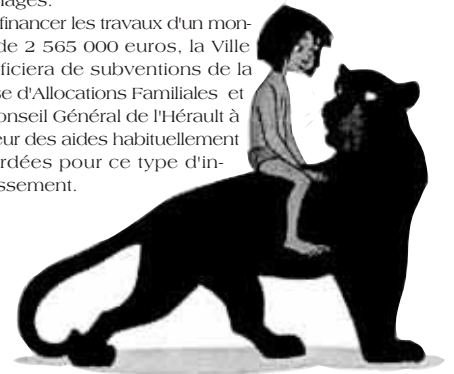 nages.
financer les travaux d'un mon-
de 2 565 000 euros, la Ville
ficiera de subventions de la
se d'Allocations Familiales et
onseil Général de l'Hérault à
eur des aides habituellement
rdées pour ce type d'in-
ssement.